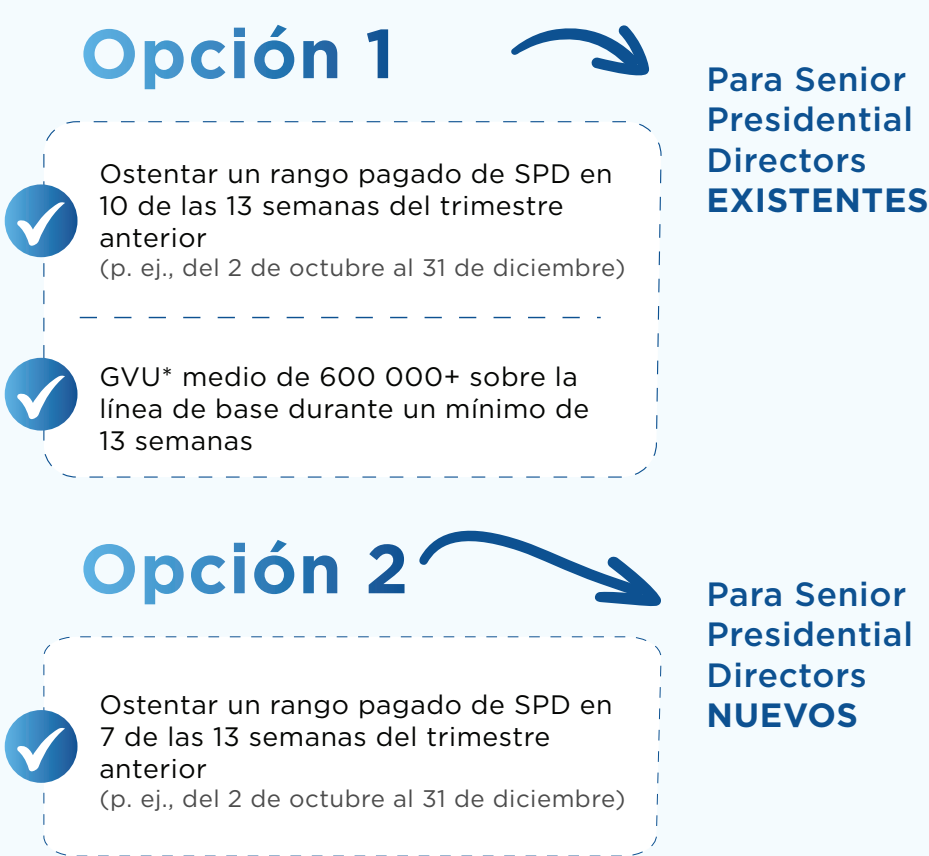 Opción 1
Para Senior
Presidential
Directors
EXISTENTES
Ostentar un rango pagado de SPD en
10 de las 13 semanas del trimestre
anterior
(p. ej., del 2 de octubre al 31 de diciembre)
GVU* medio de 600 000+ sobre la
línea de base durante un mínimo de
13 semanas
Opción 2
Para Senior
Presidential
Directors
NUEVOS
Ostentar un rango pagado de SPD en
7 de las 13 semanas del trimestre
anterior
(p. ej., del 2 de octubre al 31 de diciembre)